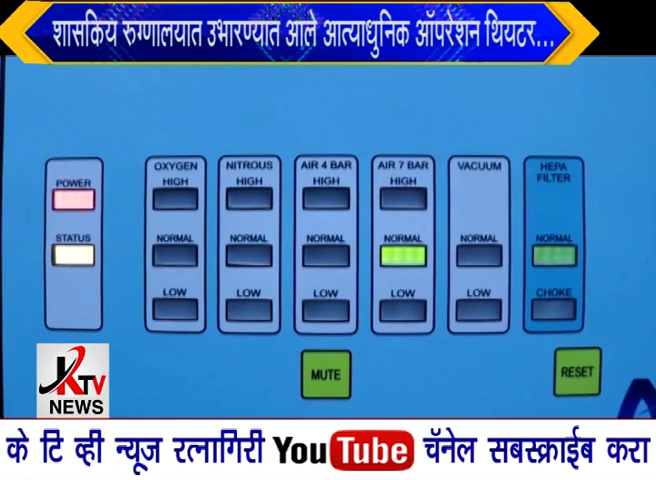 शासकिय रुग्णालयात उभारण्यात आले आत्याधुनिक ऑपरेशन थियटर...
OXYGEN NITROUS AIR 4 BAR AIR 7 BAR VACUUM HEPA FILTER
POWER HIGH HIGH HIGH HIGH
STATUS NORMAL NORMAL NORMAL NORMAL NORMAL NORMAL
LOW LOW LOW LOW LOW CHOKE
MUTE RESET
KTV
NEWS
के टि व्ही न्यूज रत्नागिरी YouTube चॅनेल सबस्क्राईब करा